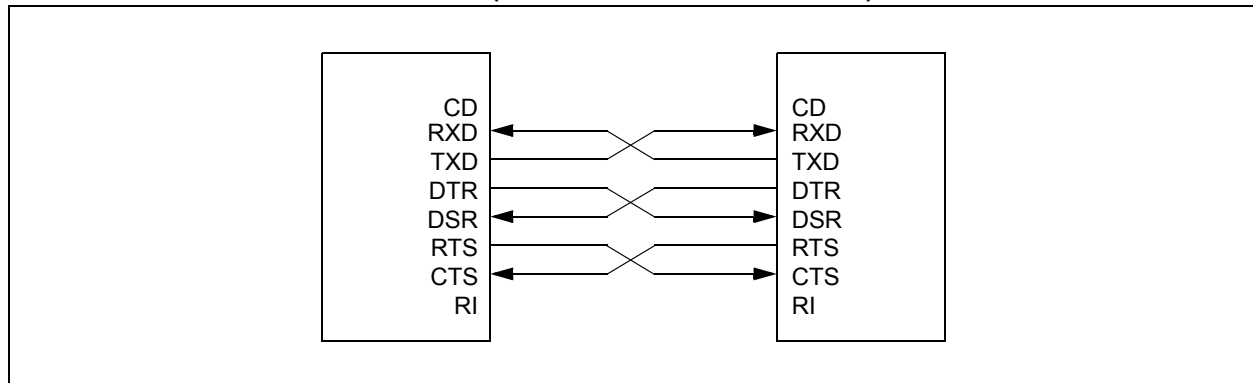 CD CD
RXD RXD
TXD TXD
DTR DTR
DSR DSR
RTS RTS
CTS CTS
RI RI